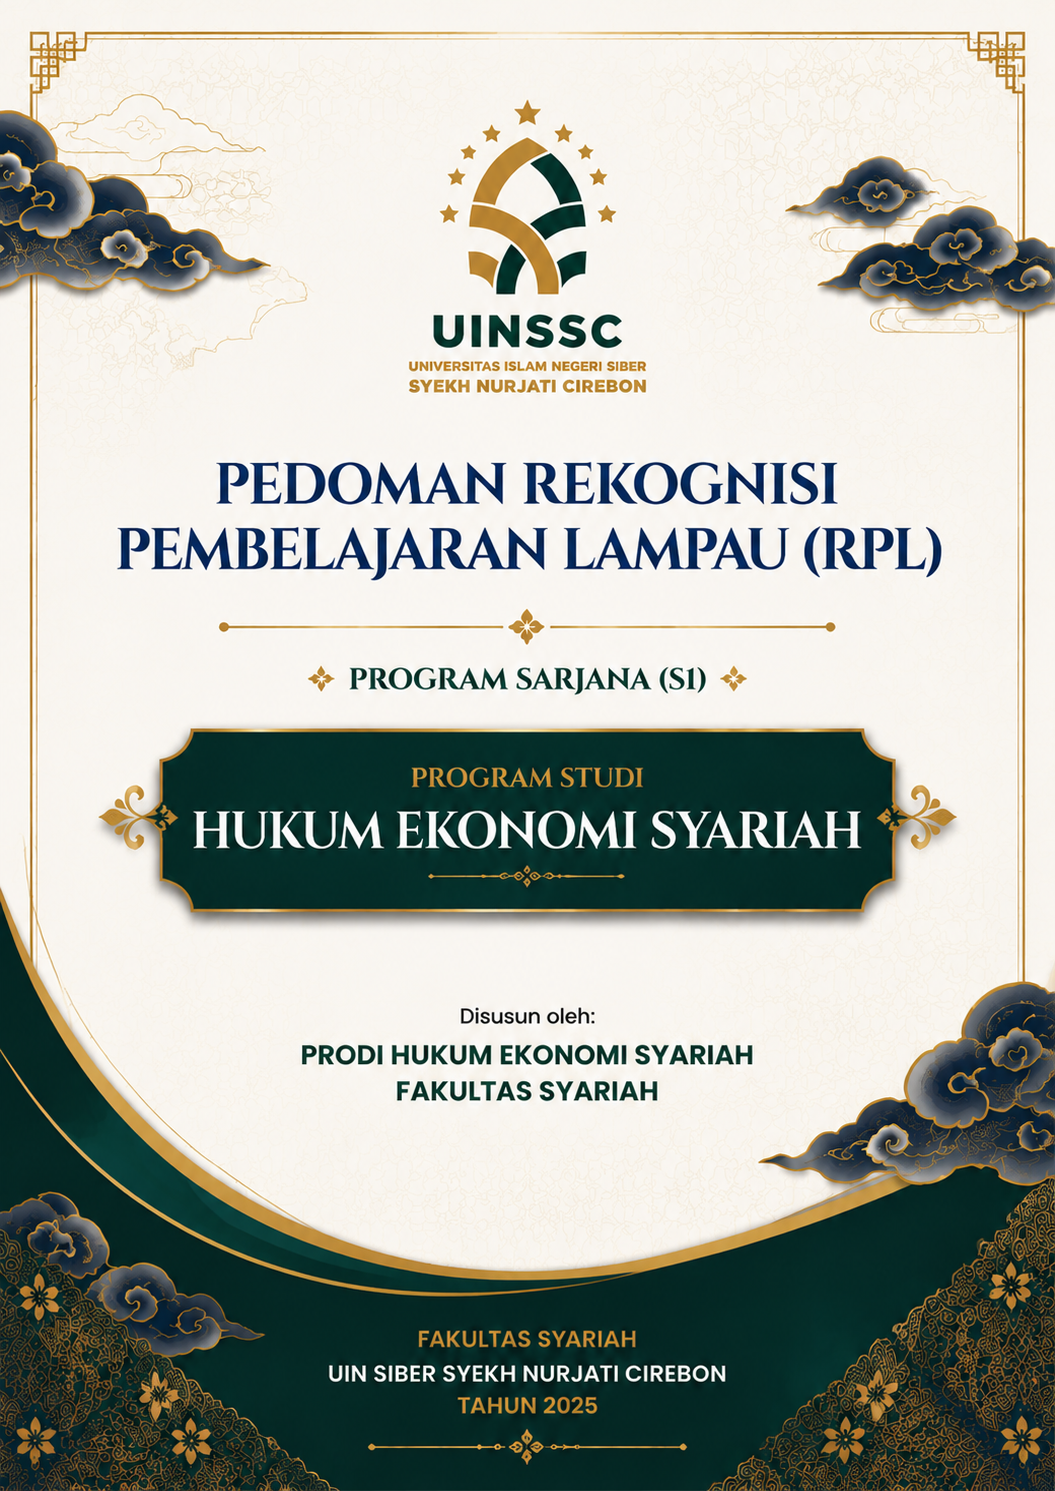 UINSSC
UNIVERSITAS ISLAM NEGERI SIBER
SYEKH NURJATI CIREBON
PEDOMAN REKOGNISI
PEMBELAJARAN LAMPAU (RPL)
PROGRAM SARJANA (S1)
PROGRAM STUDI
HUKUM EKONOMI SYARIAH
Disusun oleh:
PRODI HUKUM EKONOMI SYARIAH
FAKULTAS SYARIAH
FAKULTAS SYARIAH
UIN SIBER SYEKH NURJATI CIREBON
TAHUN 2025